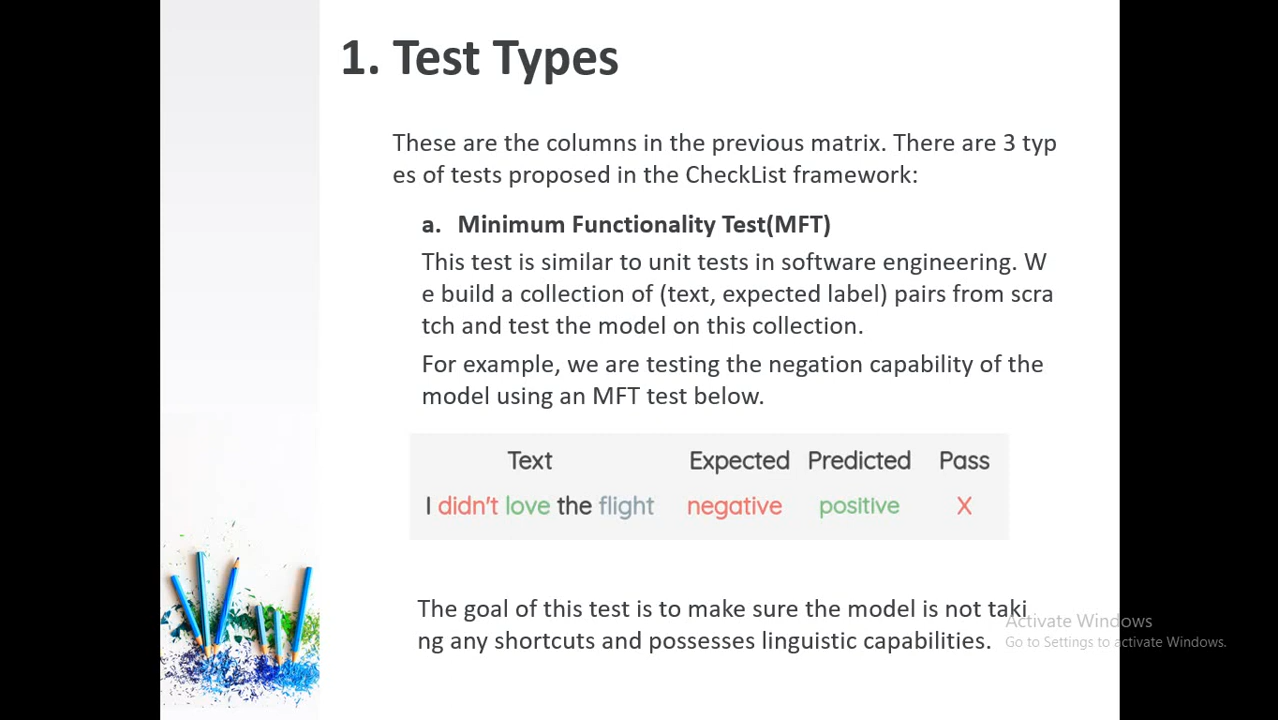 1. Test Types
These are the columns in the previous matrix. There are 3 typ
es of tests proposed in the CheckList framework:
a. Minimum Functionality Test(MFT)
This test is similar to unit tests in software engineering. W
e build a collection of (text, expected label) pairs from scra
tch and test the model on this collection.
For example, we are testing the negation capability of the
model using an MFT test below.
Text Expected Predicted Pass
I didn't love the flight negative positive X
The goal of this test is to make sure the model is not taki
ng any shortcuts and possesses linguistic capabilities.
Activate Windows
Go to Settings to activate Windows.